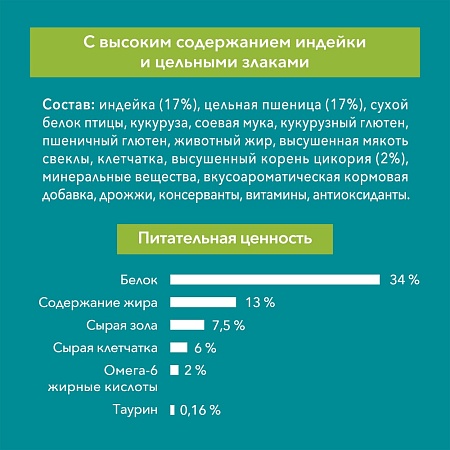 С высоким содержанием индейки
и цельными злаками
Состав: индейка (17%), цельная пшеница (17%), сухой
белок птицы, кукуруза, соевая мука, кукурузный глютен,
пшеничный глютен, животный жир, высушенная мякоть
свеклы, клетчатка, высушенный корень цикория (2%),
минеральные вещества, вкусоароматическая кормовая
добавка, дрожжи, консерванты, витамины, антиоксиданты.
Питательная ценность
Белок 34 %
Содержание жира 13 %
Сырая зола 7,5 %
Сырая клетчатка 6 %
Омега-6
жирные кислоты 2 %
Таурин 0,16 %